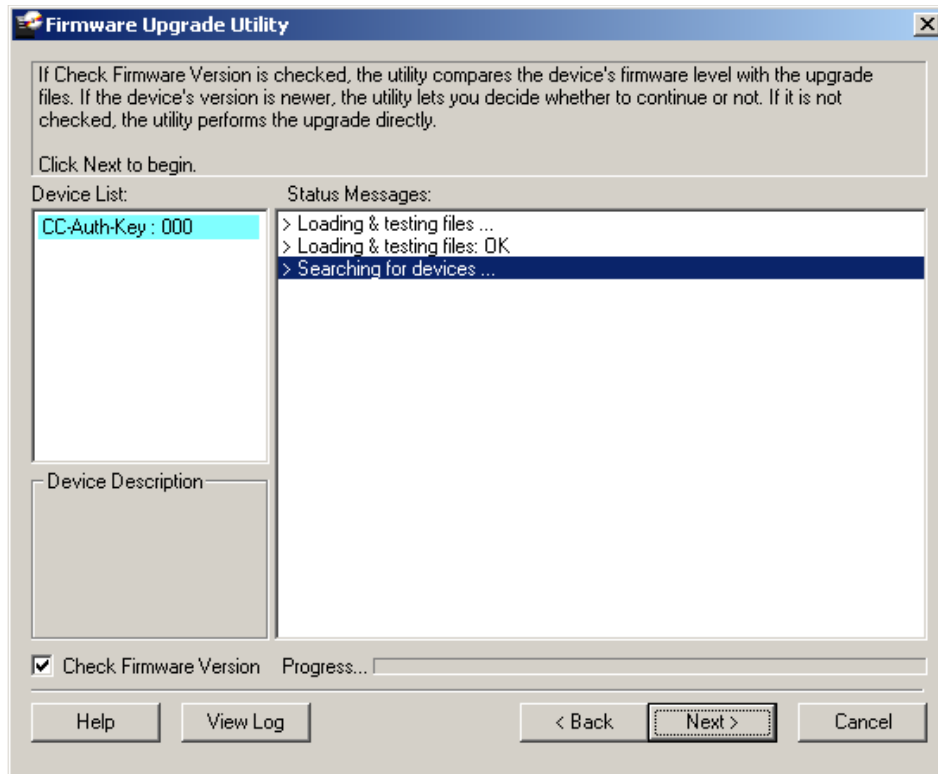 Firmware Upgrade Utility
If Check Firmware Version is checked, the utility compares the device's firmware level with the upgrade
files. If the device's version is newer, the utility lets you decide whether to continue or not. If it is not
checked, the utility performs the upgrade directly.
Click Next to begin.
Device List:
Status Messages:
CC-Auth-Key : 000
> Loading & testing files ...
> Loading & testing files: OK
> Searching for devices ...
Device Description
Check Firmware Version
Progress...
Help
View Log
< Back
Next >
Cancel